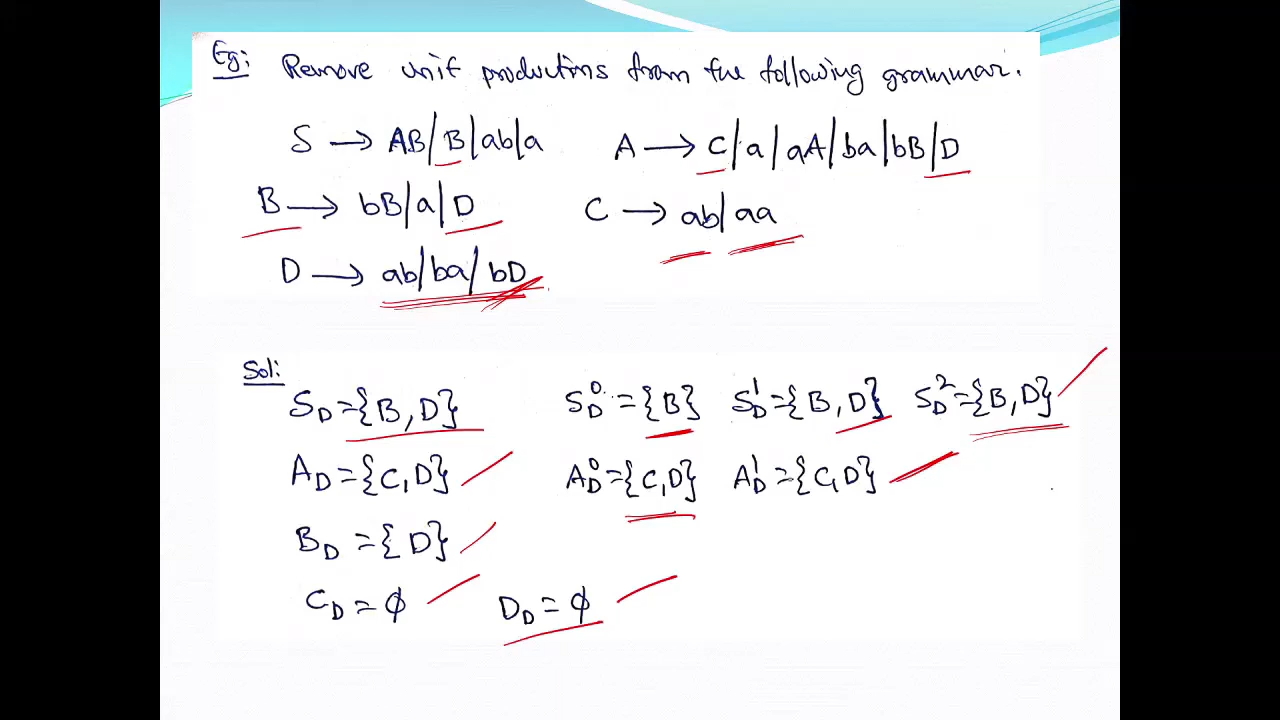 Eg: Remove unit productions from the following grammar.
S → AB/B|ab|a A → C/a/aA/ba/bB/D
B → bB/a/D C → ab/aa
D → ab/ba/bD
Sol:
S_D = {B, D} S_D^0 = {B} S_D^1 = {B, D} S_D^2 = {B, D}
A_D = {C, D} A_D^0 = {C, D} A_D^1 = {C, D}
B_D = {D}
C_D = ϕ D_D = ϕ